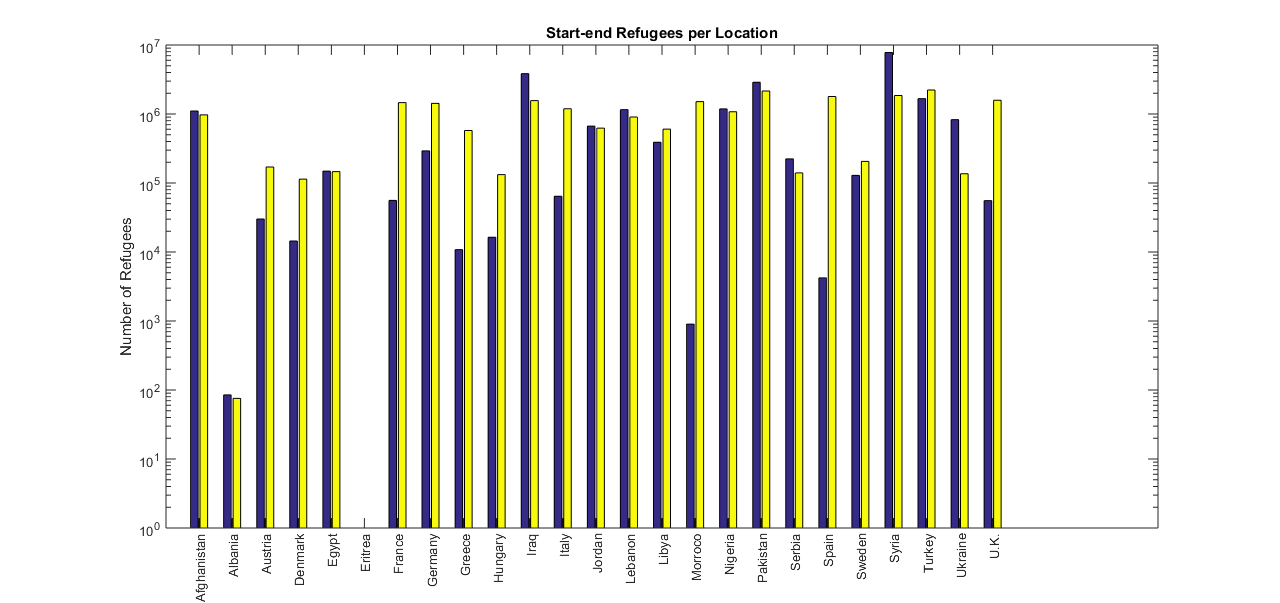 Start-end Refugees per Location
Number of Refugees
10^7
10^6
10^5
10^4
10^3
10^2
10^1
10^0
Afghanistan
Albania
Austria
Denmark
Egypt
Eritrea
France
Germany
Greece
Hungary
Iraq
Italy
Jordan
Lebanon
Libya
Morroco
Nigeria
Pakistan
Serbia
Spain
Sweden
Syria
Turkey
Ukraine
U.K.